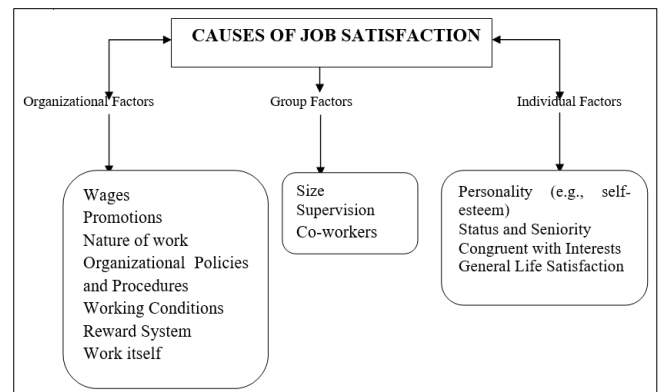 CAUSES OF JOB SATISFACTION
Organizational Factors
Group Factors
Individual Factors
Wages
Promotions
Nature of work
Organizational Policies
and Procedures
Working Conditions
Reward System
Work itself
Size
Supervision
Co-workers
Personality (e.g., self-
esteem)
Status and Seniority
Congruent with Interests
General Life Satisfaction